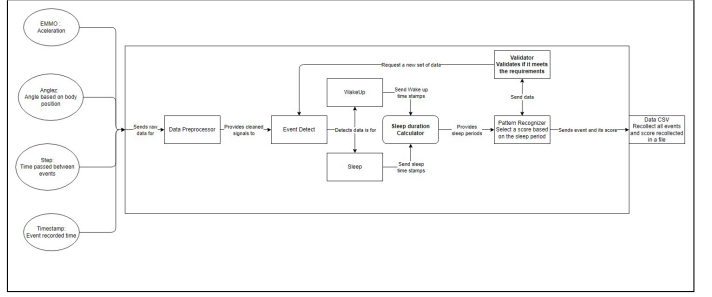 EMMO :
Aceleration
Anglez:
Angle based on body
position
Step:
Time passed between
events
Timestamp:
Event recorded time
Sends raw
data for
Data Preprocessor
Provides cleaned
signals to
Event Detect
Request a new set of data
WakeUp
Detects data is for
Sleep
Send Wake up
time stamps
Send sleep
time stamps
Sleep duration
Calculator
Provides
sleep periods
Validator
Validates if it meets
the requirements
Send data
Pattern Recognizer
Select a score based
on the sleep period
Sends event and its score
Data CSV
Recollect all events
and score recollected
in a file